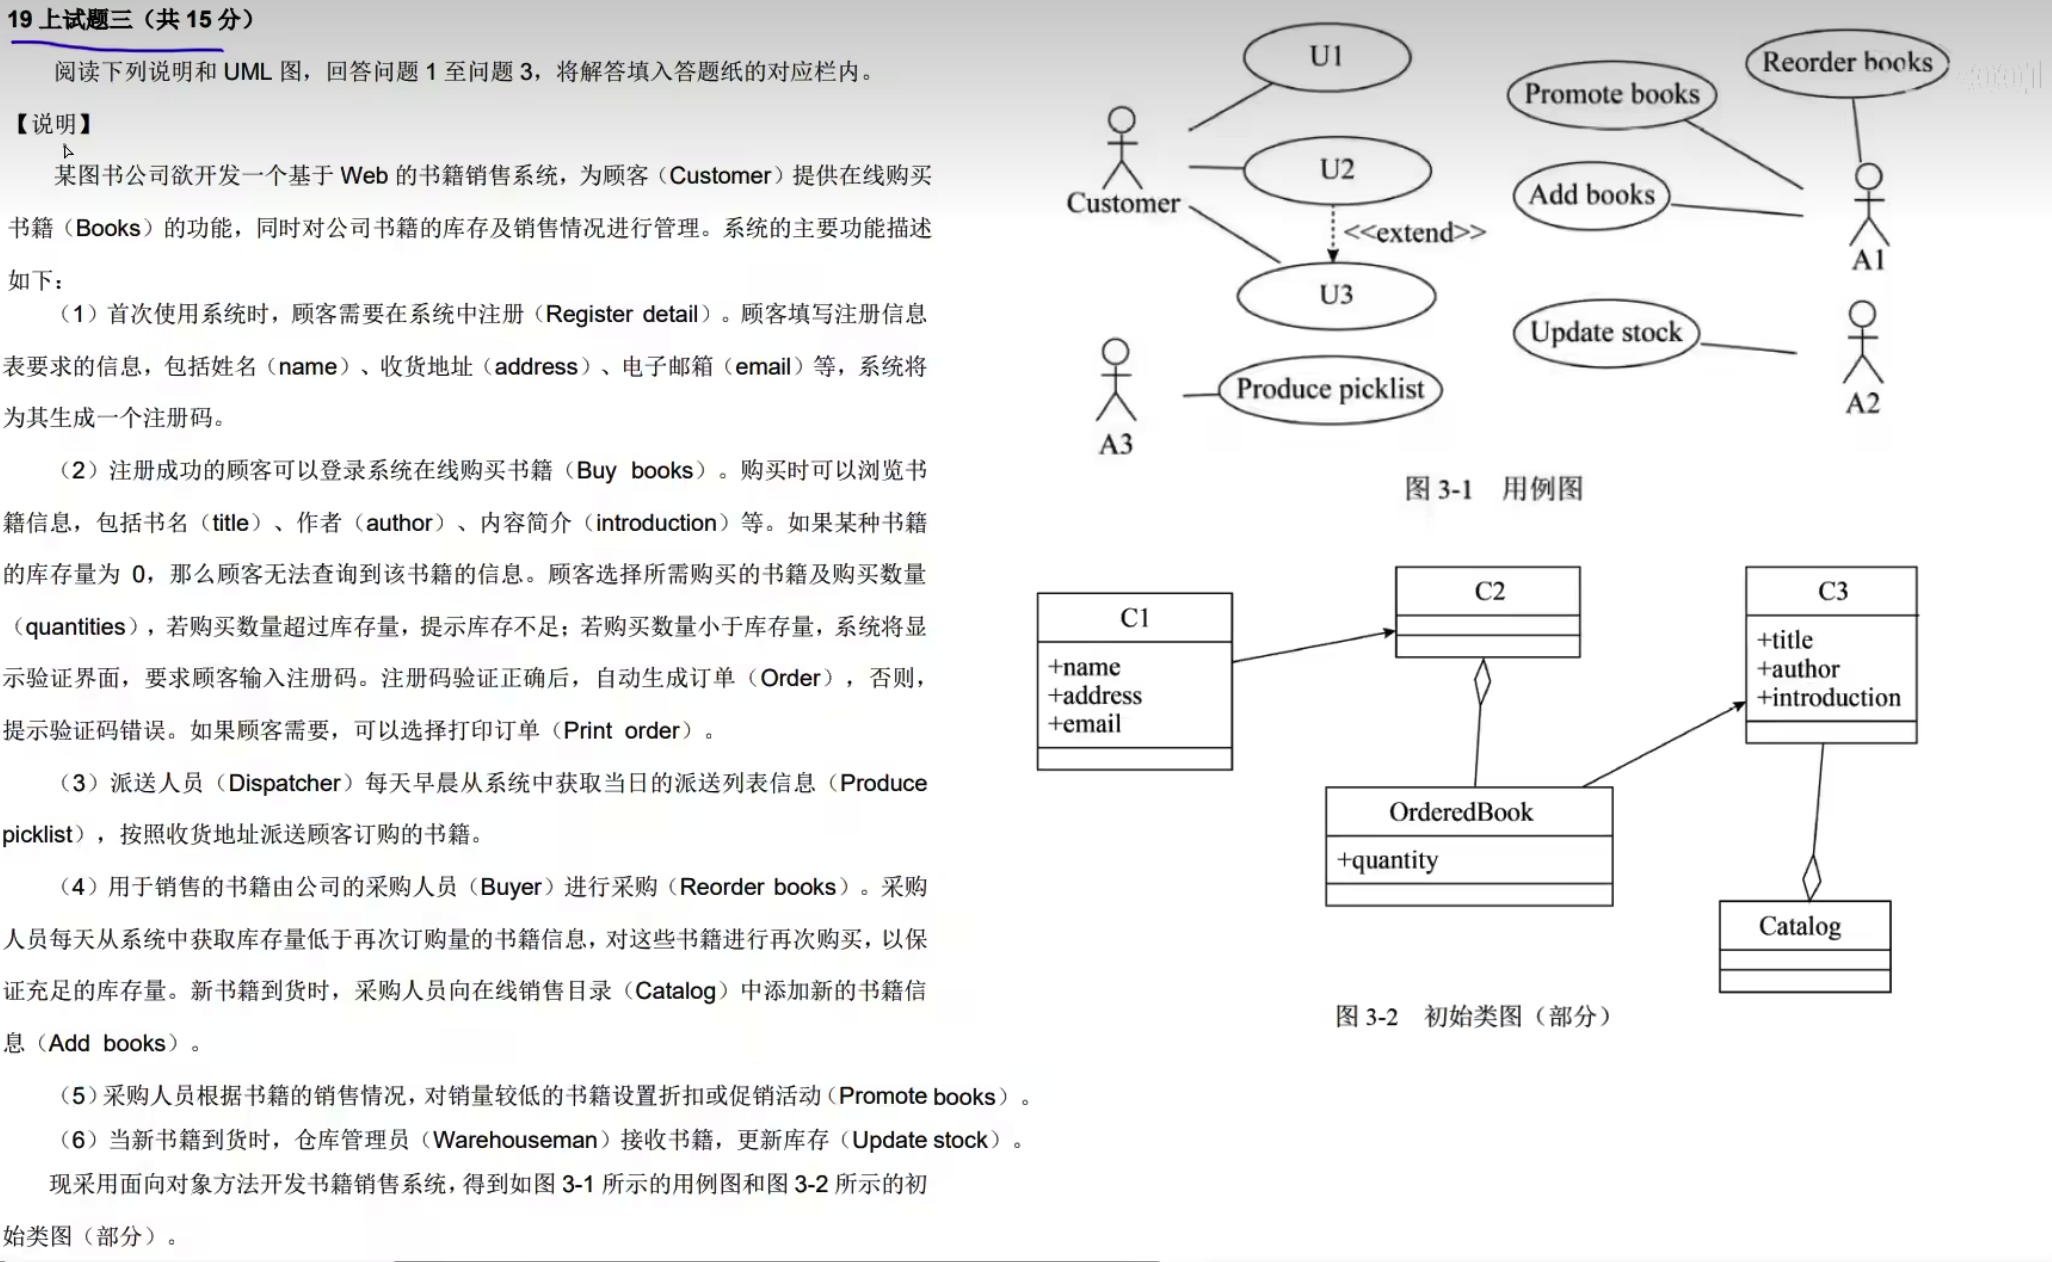 19 上试题三（共 15 分）
阅读下列说明和 UML 图，回答问题 1 至问题 3，将解答填入答题纸的对应栏内。
【说明】
某图书公司欲开发一个基于 Web 的书籍销售系统，为顾客（Customer）提供在线购买
书籍（Books）的功能，同时对公司书籍的库存及销售情况进行管理。系统的主要功能描述
如下：
（1）首次使用系统时，顾客需要在系统中注册（Register detail）。顾客填写注册信息
表要求的信息，包括姓名（name）、收货地址（address）、电子邮箱（email）等，系统将
为其生成一个注册码。
（2）注册成功的顾客可以登录系统在线购买书籍（Buy books）。购买时可以浏览书
籍信息，包括书名（title）、作者（author）、内容简介（introduction）等。如果某种书籍
的库存量为 0，那么顾客无法查询到该书籍的信息。顾客选择所需购买的书籍及购买数量
（quantities），若购买数量超过库存量，提示库存不足；若购买数量小于库存量，系统将显
示验证界面，要求顾客输入注册码。注册码验证正确后，自动生成订单（Order），否则，
提示验证码错误。如果顾客需要，可以选择打印订单（Print order）。
（3）派送人员（Dispatcher）每天早晨从系统中获取当日的派送列表信息（Produce
picklist），按照收货地址派送顾客订购的书籍。
（4）用于销售的书籍由公司的采购人员（Buyer）进行采购（Reorder books）。采购
人员每天从系统中获取库存量低于再次订购量的书籍信息，对这些书籍进行再次购买，以保
证充足的库存量。新书籍到货时，采购人员向在线销售目录（Catalog）中添加新的书籍信
息（Add books）。
（5）采购人员根据书籍的销售情况，对销量较低的书籍设置折扣或促销活动（Promote books）。
（6）当新书籍到货时，仓库管理员（Warehouseman）接收书籍，更新库存（Update stock）。
现采用面向对象方法开发书籍销售系统，得到如图 3-1 所示的用例图和图 3-2 所示的初
始类图（部分）。
U1
U2
<<extend>>
U3
Customer
Produce picklist
A3
Promote books
Reorder books
Add books
A1
Update stock
A2
图 3-1 用例图
C1
+name
+address
+email
C2
C3
+title
+author
+introduction
OrderedBook
+quantity
Catalog
图 3-2 初始类图（部分）